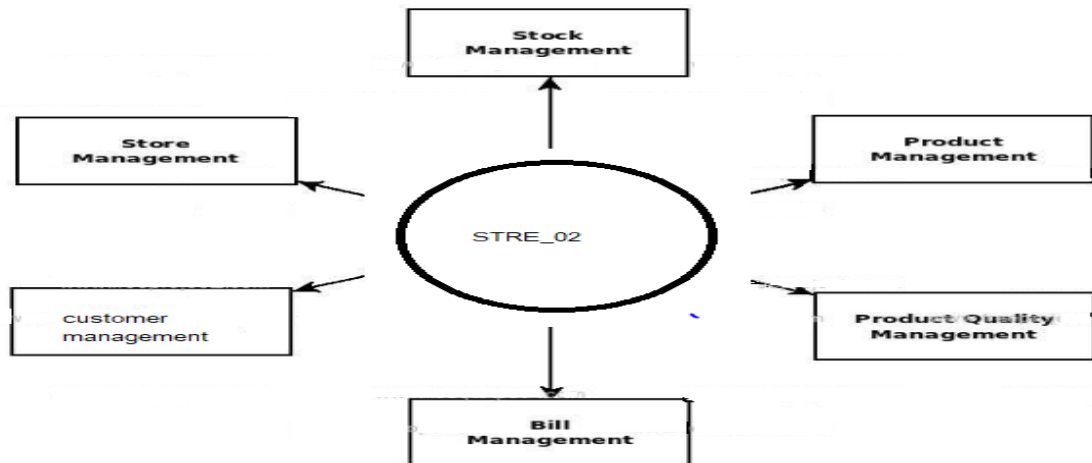 Stock
Management
Store
Management
Product
Management
STRE_02
customer
management
Product Quality
Management
Bill
Management